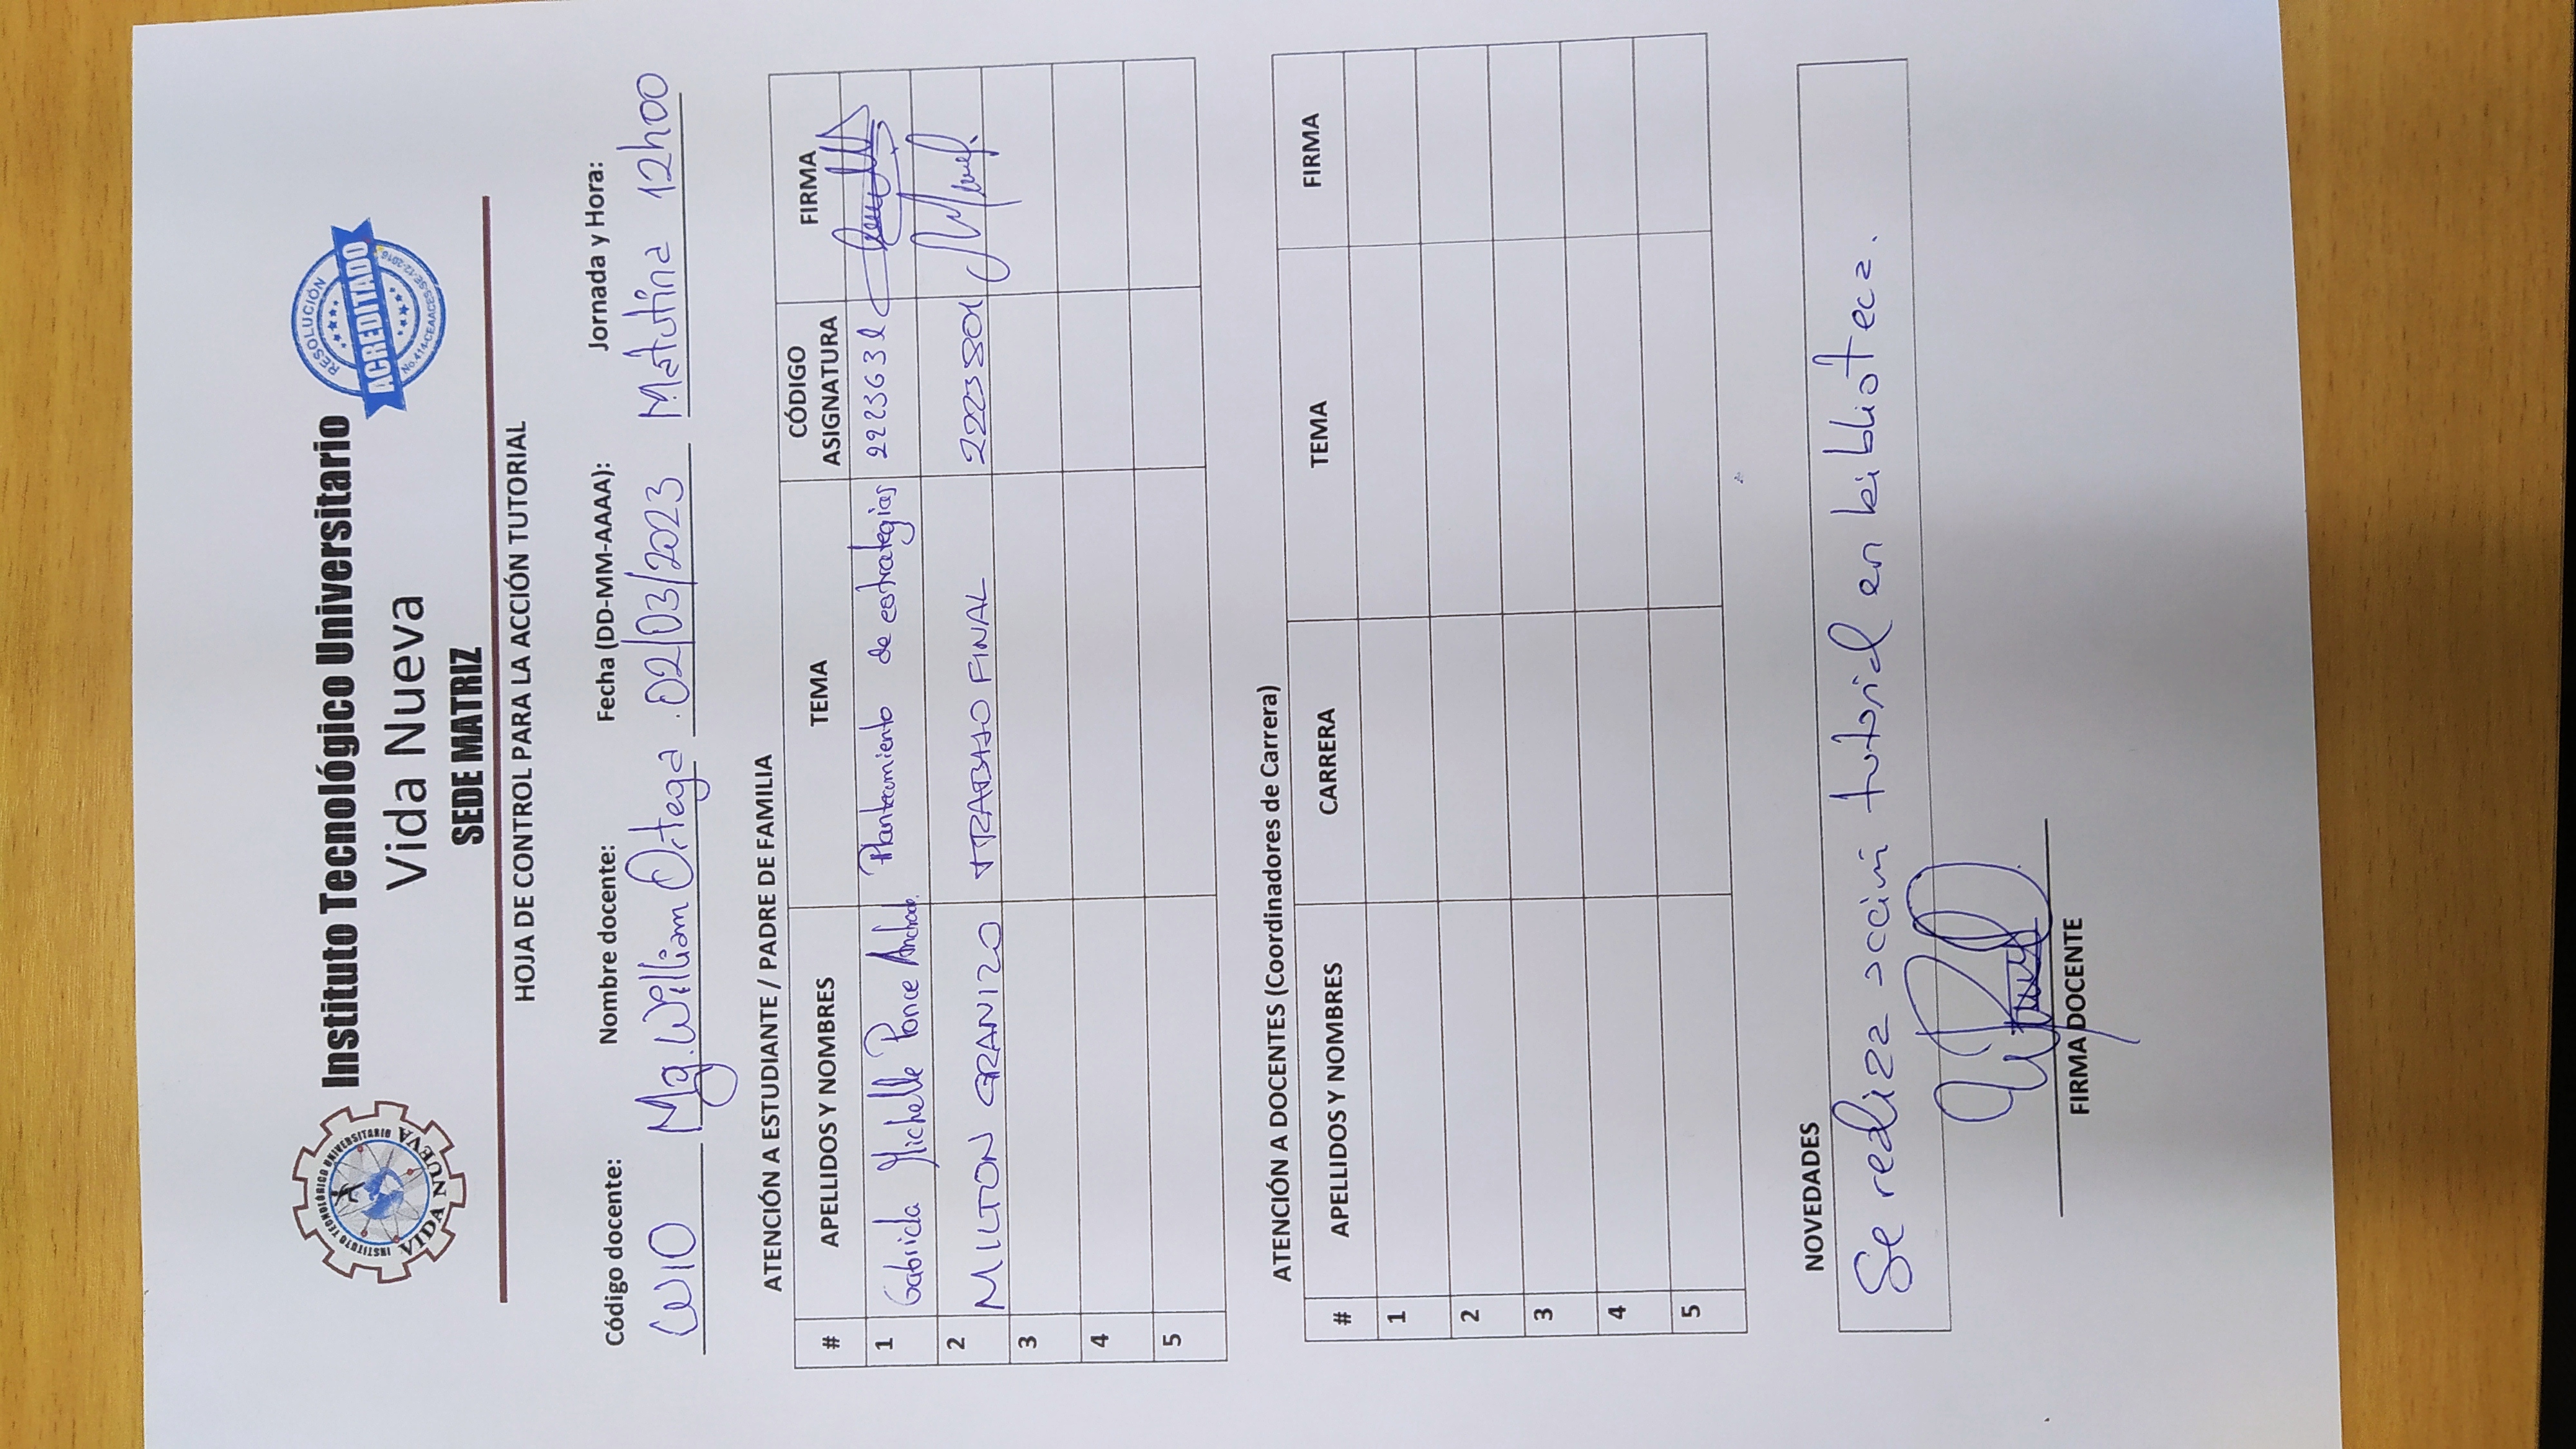 INSTITUTO TECNOLÓGICO UNIVERSITARIO
VIDA NUEVA
Instituto Tecnológico Universitario
Vida Nueva
SEDE MATRIZ
RESOLUCIÓN
ACREDITADO
No.414-CEAACES-SE-12-2016
HOJA DE CONTROL PARA LA ACCIÓN TUTORIAL
Código docente: Nombre docente: Fecha (DD-MM-AAAA): Jornada y Hora:
WIO Mg. William Ortega 02/03/2023 Matutina 12h00
ATENCIÓN A ESTUDIANTE / PADRE DE FAMILIA
# APELLIDOS Y NOMBRES TEMA CÓDIGO ASIGNATURA FIRMA
1 Gabriela Michelle Ponce Planteamiento de estrategias
2 MILTON GRANIZO TRABAJO FINAL 2223801
3
4
5
ATENCIÓN A DOCENTES (Coordinadores de Carrera)
# APELLIDOS Y NOMBRES CARRERA TEMA FIRMA
1
2
3
4
5
NOVEDADES
Se realiza acción tutorial en biblioteca.
FIRMA DOCENTE